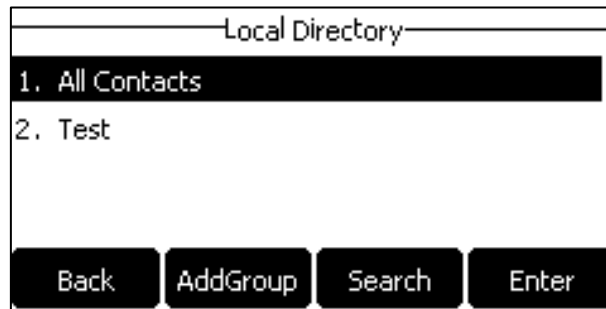 Local Directory
1. All Contacts
2. Test
Back AddGroup Search Enter